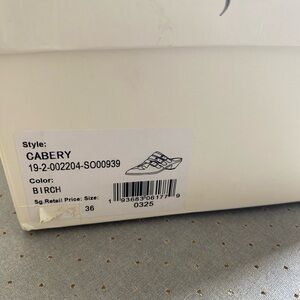 Style:
CABERY
19-2-002204-SO00939
Color:
BIRCH
Sg.Retail Price: Size:
36
1 93683 06177 9
0325